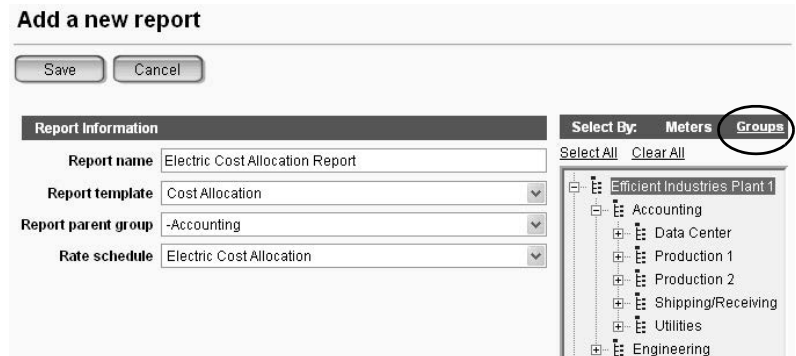 Add a new report
Save Cancel
Report Information
Report name Electric Cost Allocation Report
Report template Cost Allocation
Report parent group -Accounting
Rate schedule Electric Cost Allocation
Select By: Meters Groups
Select All Clear All
Efficient Industries Plant 1
Accounting
Data Center
Production 1
Production 2
Shipping/Receiving
Utilities
Engineering